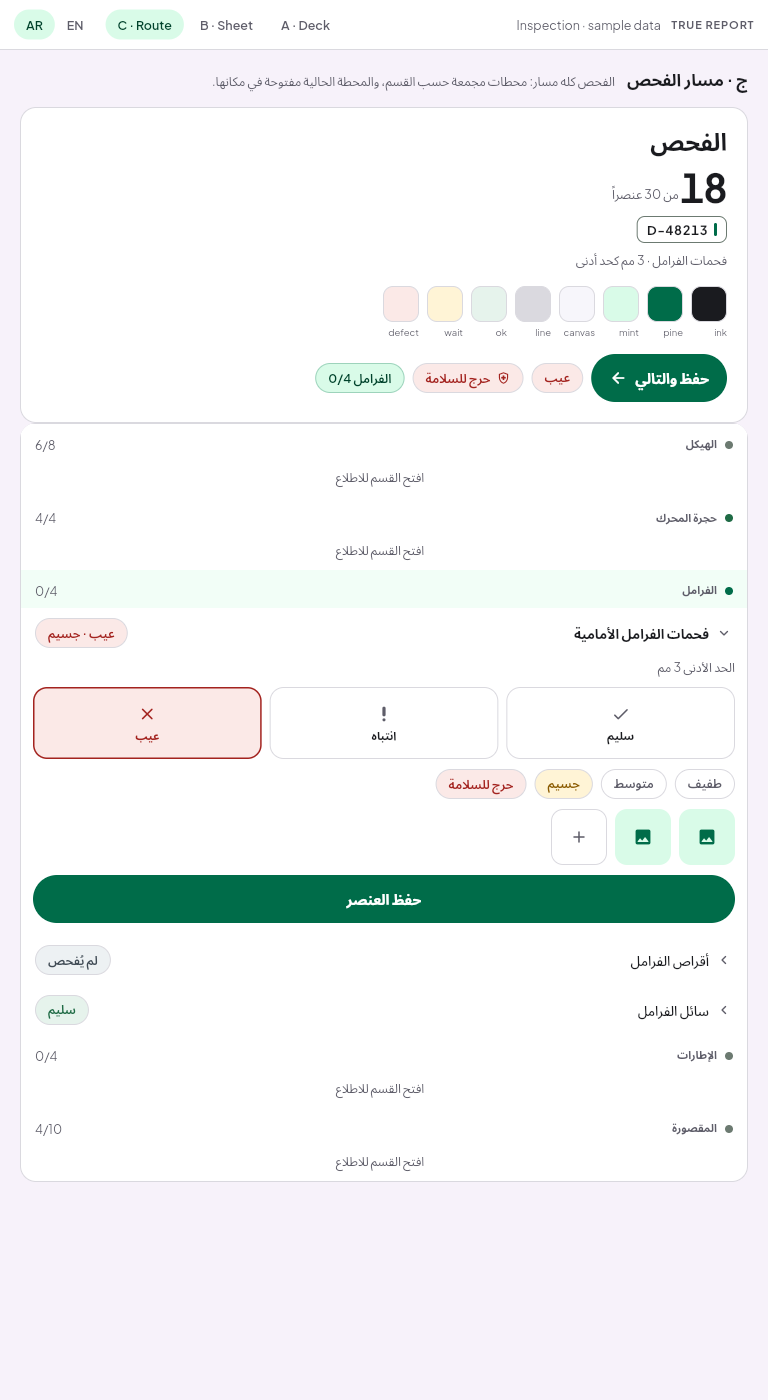 AR EN C · Route B · Sheet A · Deck Inspection · sample data TRUE REPORT
ج · مسار الفحص الفحص كله مسار: محطات مجمعة حسب القسم، والمحطة الحالية مفتوحة في مكانها.
الفحص
18 من 30 عنصراً
D-48213
فحمات الفرامل · 3 مم كحد أدنى
ink pine mint canvas line ok wait defect
حفظ والتالي عيب حرج للسلامة الفرامل 0/4
الهيكل 6/8
افتح القسم للاطلاع
حجرة المحرك 4/4
افتح القسم للاطلاع
الفرامل 0/4
فحمات الفرامل الأمامية عيب · جسيم
الحد الأدنى 3 مم
سليم انتباه عيب
طفيف متوسط جسيم حرج للسلامة
حفظ العنصر
أقراص الفرامل لم يُفحص
سائل الفرامل سليم
الإطارات 0/4
افتح القسم للاطلاع
المقصورة 4/10
افتح القسم للاطلاع